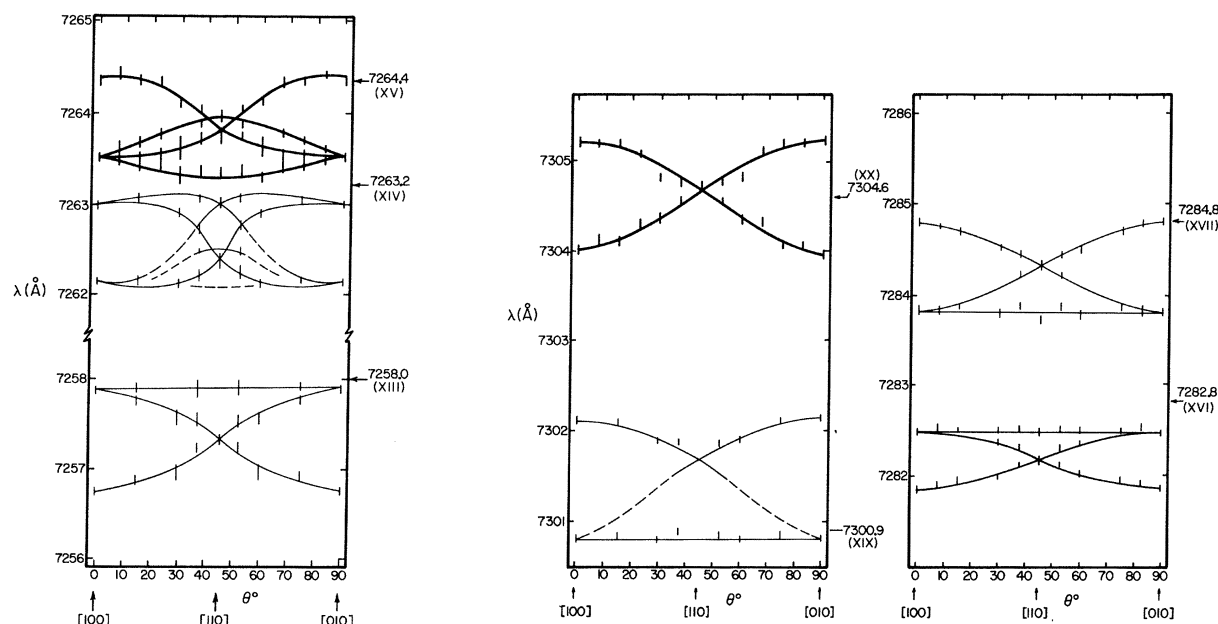 7265
7264
7263
λ(Å)
7262
7258
7257
7256
7264.4
(XV)
7263.2
(XIV)
7258.0
(XIII)
0 10 20 30 40 50 60 70 80 90
θ°
[100] [110] [010]
7305
7304
λ(Å)
7303
7302
7301
(XX)
7304.6
7300.9
(XIX)
0 10 20 30 40 50 60 70 80 90
θ°
[100] [110] [010]
7286
7285
7284
7283
7282
7284.8
(XVII)
7282.8
(XVI)
0 10 20 30 40 50 60 70 80 90
θ°
[100] [110] [010]